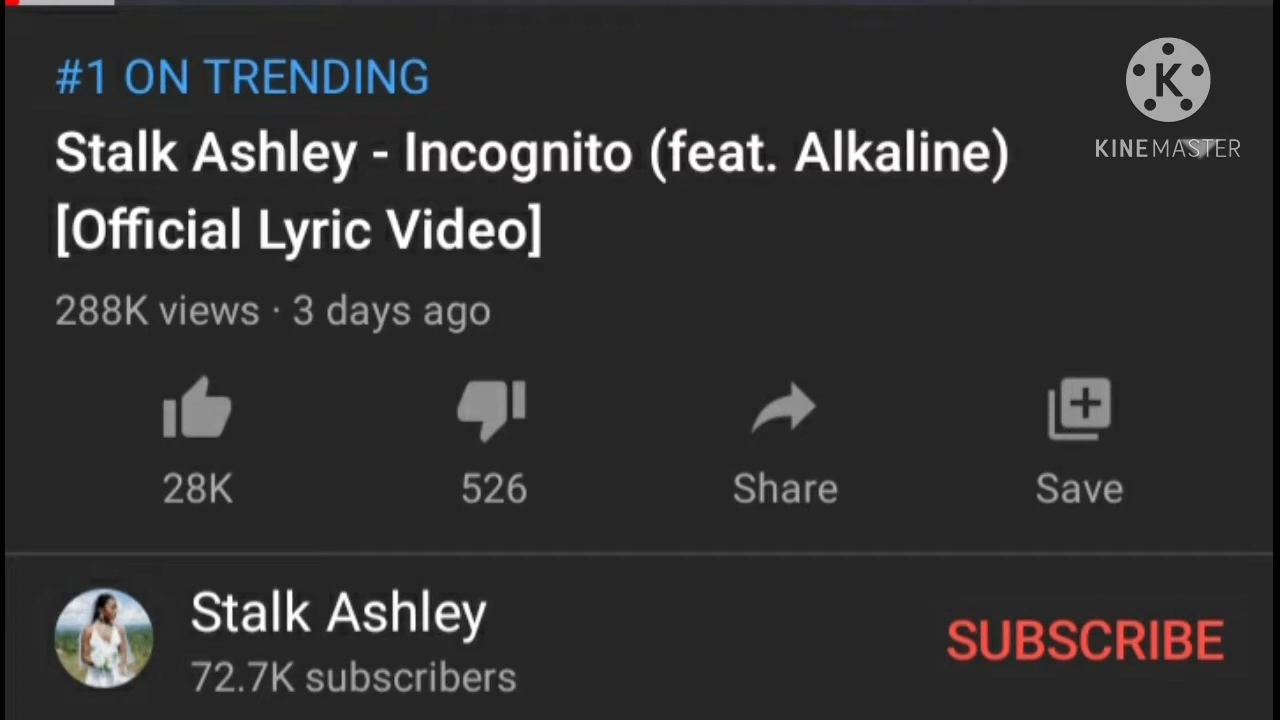 #1 ON TRENDING
Stalk Ashley - Incognito (feat. Alkaline)
[Official Lyric Video]
288K views · 3 days ago
28K 526 Share Save
Stalk Ashley
72.7K subscribers
SUBSCRIBE
K
KINEMASTER